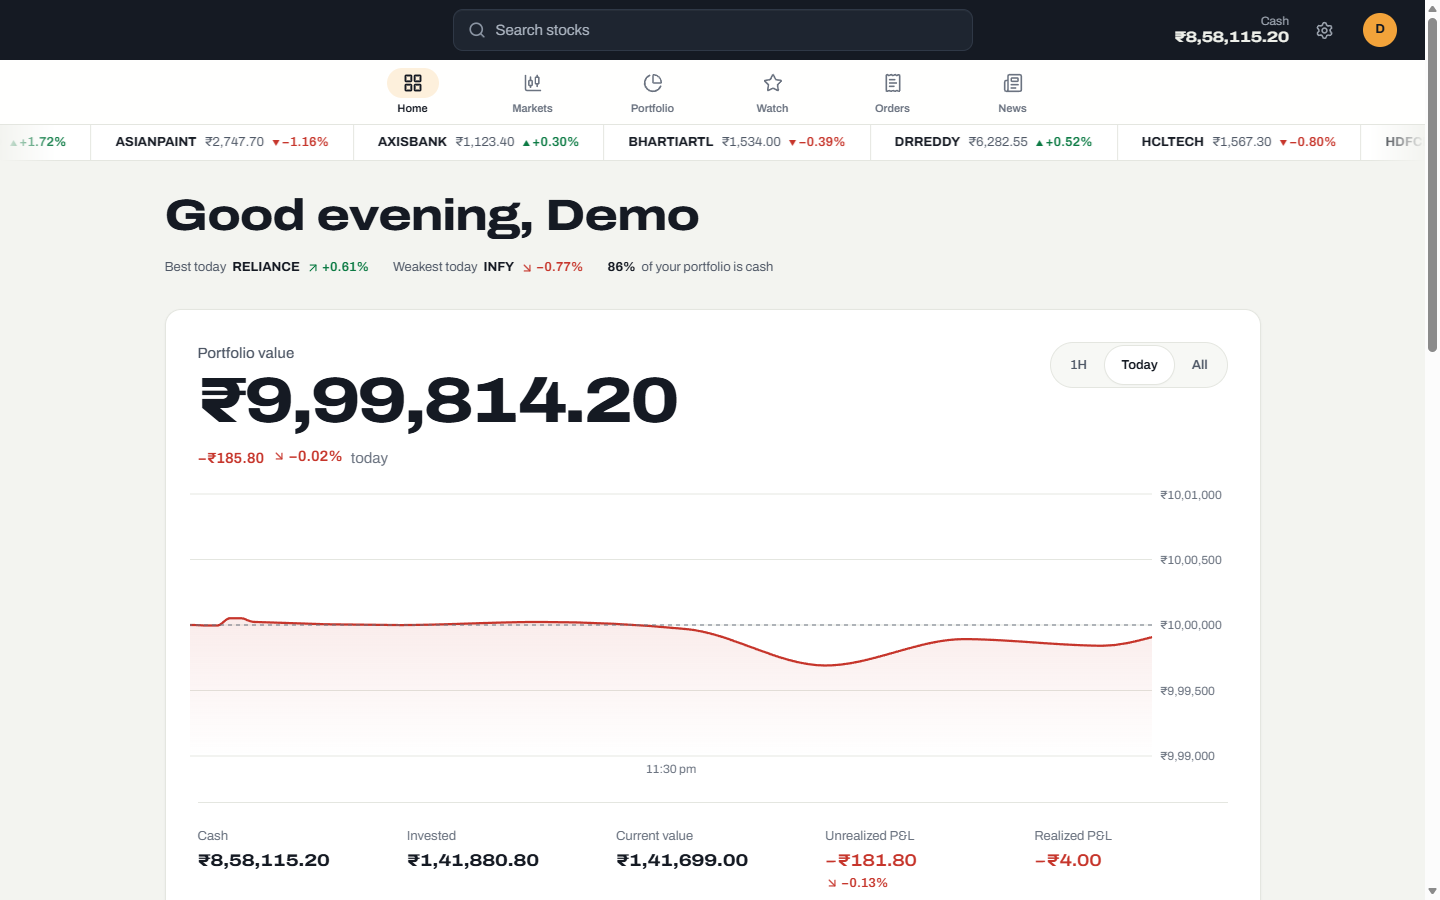 Search stocks
Cash
₹8,58,115.20
D
Home
Markets
Portfolio
Watch
Orders
News
▲+1.72%
ASIANPAINT ₹2,747.70 ▼−1.16%
AXISBANK ₹1,123.40 ▲+0.30%
BHARTIARTL ₹1,534.00 ▼−0.39%
DRREDDY ₹6,282.55 ▲+0.52%
HCLTECH ₹1,567.30 ▼−0.80%
Good evening, Demo
Best today RELIANCE ↗ +0.61% Weakest today INFY ↘ −0.77% 86% of your portfolio is cash
Portfolio value
1H Today All
₹9,99,814.20
−₹185.80 ↘ −0.02% today
₹10,01,000
₹10,00,500
₹10,00,000
₹9,99,500
₹9,99,000
11:30 pm
Cash
₹8,58,115.20
Invested
₹1,41,880.80
Current value
₹1,41,699.00
Unrealized P&L
−₹181.80
↘ −0.13%
Realized P&L
−₹4.00